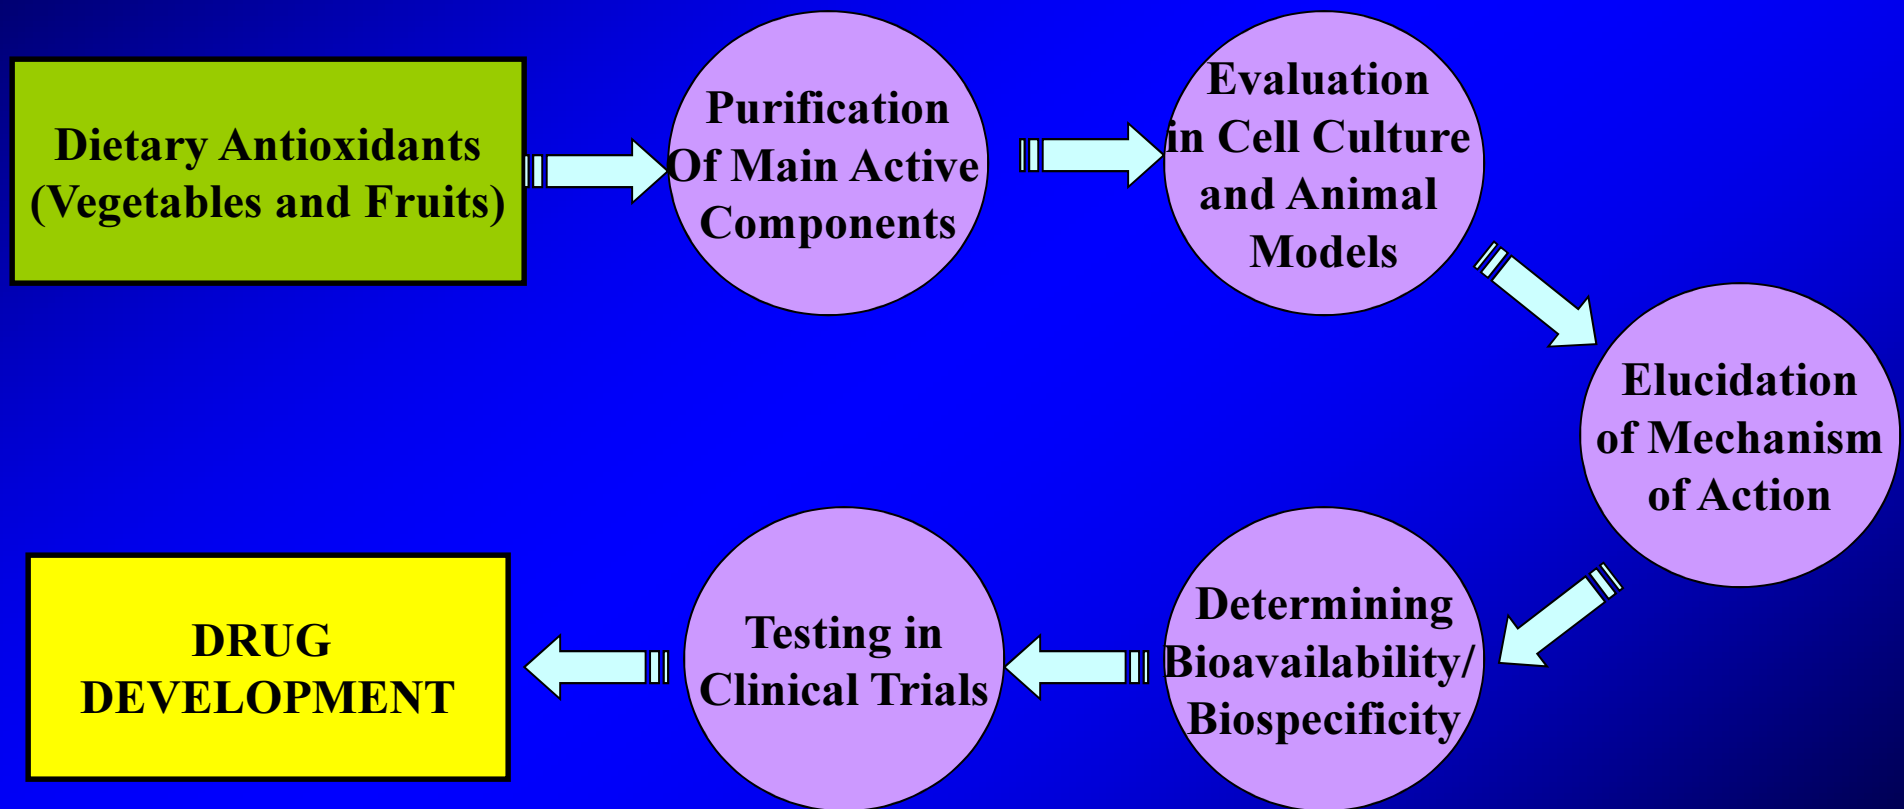 Dietary Antioxidants
(Vegetables and Fruits)
Purification
Of Main Active
Components
Evaluation
in Cell Culture
and Animal
Models
Elucidation
of Mechanism
of Action
Determining
Bioavailability/
Biospecificity
Testing in
Clinical Trials
DRUG
DEVELOPMENT